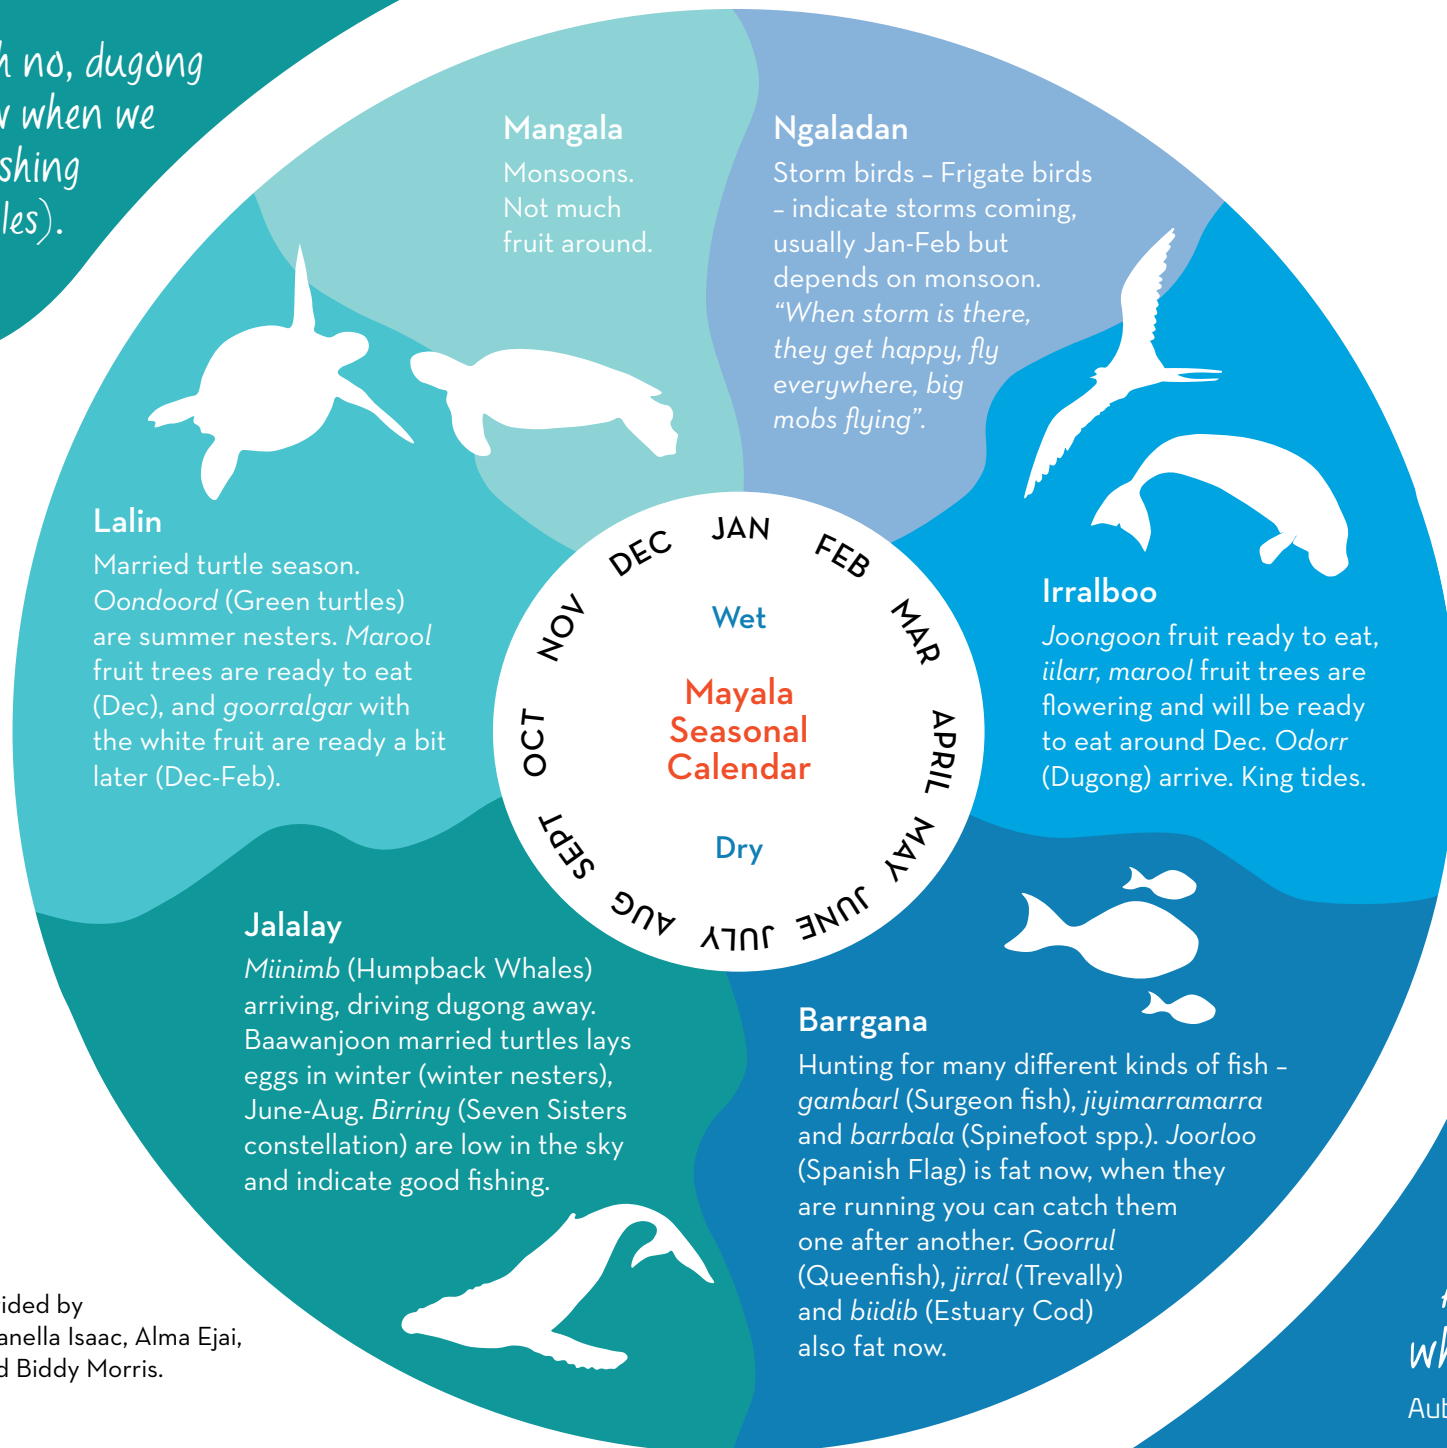 no, dugong
when we
Mangala
Monsoons.
Not much
fruit around.
Ngaladan
Storm birds – Frigate birds
– indicate storms coming,
usually Jan-Feb but
depends on monsoon.
“When storm is there,
they get happy, fly
everywhere, big
mobs flying”.
Lalin
Married turtle season.
Oondoord (Green turtles)
are summer nesters. Marool
fruit trees are ready to eat
(Dec), and goorralgar with
the white fruit are ready a bit
later (Dec-Feb).
JAN
FEB
MAR
APRIL
MAY
JUNE
JULY
AUG
SEPT
OCT
NOV
DEC
Wet
Mayala
Seasonal
Calendar
Dry
Irralboo
Joongoon fruit ready to eat,
iilarr, marool fruit trees are
flowering and will be ready
to eat around Dec. Odorr
(Dugong) arrive. King tides.
Jalalay
Miinimb (Humpback Whales)
arriving, driving dugong away.
Baawanjoon married turtles lays
eggs in winter (winter nesters),
June-Aug. Birriny (Seven Sisters
constellation) are low in the sky
and indicate good fishing.
Barrgana
Hunting for many different kinds of fish –
gambarl (Surgeon fish), jiyimarramarra
and barrbala (Spinefoot spp.). Joorloo
(Spanish Flag) is fat now, when they
are running you can catch them
one after another. Goorrul
(Queenfish), jirral (Trevally)
and biidib (Estuary Cod)
also fat now.
by
Isaac, Alma Ejai,
Biddy Morris.